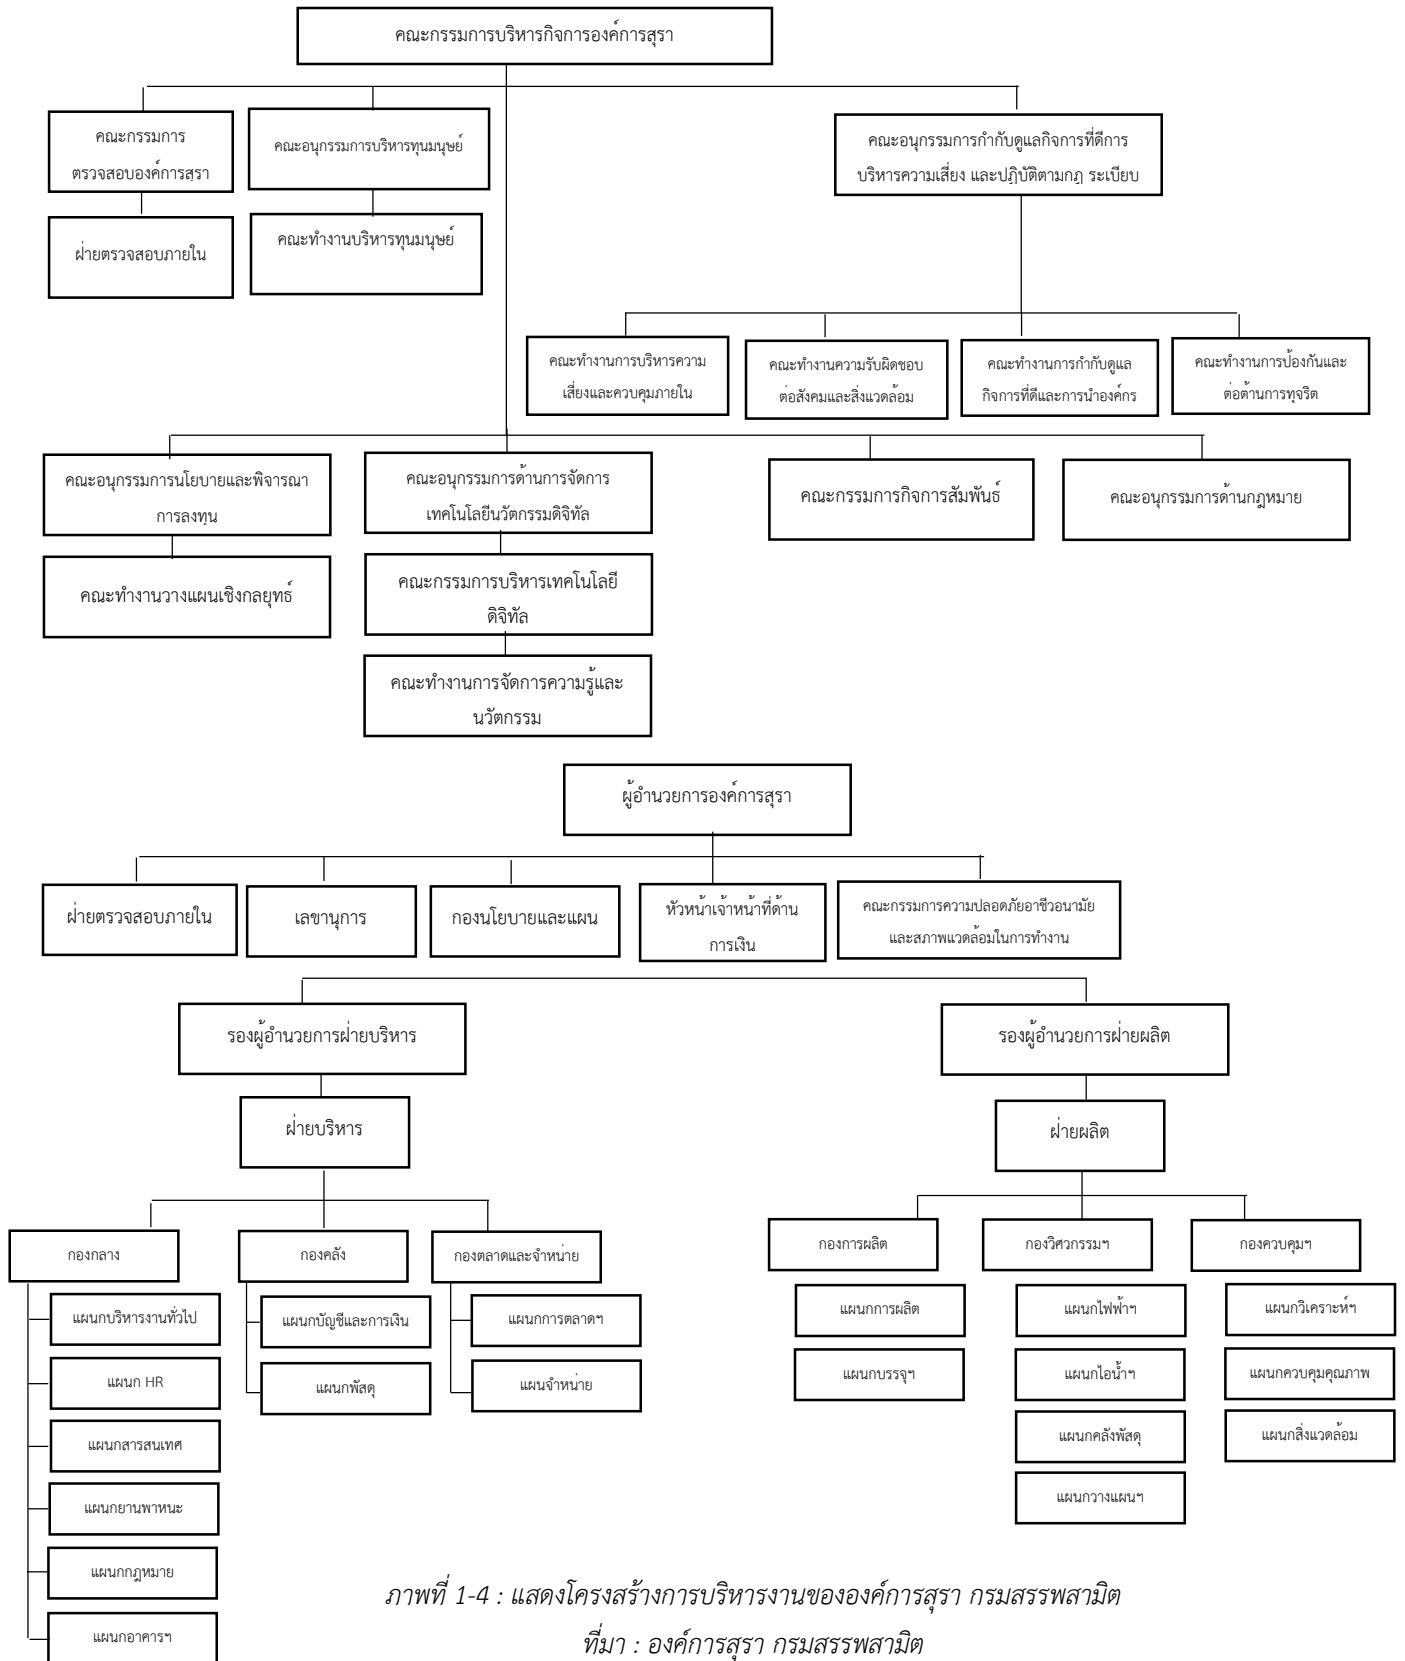 คณะกรรมการบริหารกิจการองค์การสุรา
คณะกรรมการ
ตรวจสอบองค์การสุรา
คณะอนุกรรมการบริหารทุนมนุษย์
คณะอนุกรรมการกำกับดูแลกิจการที่ดีการ
บริหารความเสี่ยง และปฏิบัติตามกฎ ระเบียบ
ฝ่ายตรวจสอบภายใน
คณะทำงานบริหารทุนมนุษย์
คณะทำงานการบริหารความ
เสี่ยงและควบคุมภายใน
คณะทำงานความรับผิดชอบ
ต่อสังคมและสิ่งแวดล้อม
คณะทำงานการกำกับดูแล
กิจการที่ดีและการนำองค์กร
คณะทำงานการป้องกันและ
ต่อต้านการทุจริต
คณะอนุกรรมการนโยบายและพิจารณา
การลงทุน
คณะอนุกรรมการด้านการจัดการ
เทคโนโลยีนวัตกรรมดิจิทัล
คณะกรรมการกิจการสัมพันธ์
คณะอนุกรรมการด้านกฎหมาย
คณะทำงานวางแผนเชิงกลยุทธ์
คณะกรรมการบริหารเทคโนโลยี
ดิจิทัล
คณะทำงานการจัดการความรู้และ
นวัตกรรม
ผู้อำนวยการองค์การสุรา
ฝ่ายตรวจสอบภายใน
เลขานุการ
กองนโยบายและแผน
หัวหน้าเจ้าหน้าที่ด้าน
การเงิน
คณะกรรมการความปลอดภัยอาชีวอนามัย
และสภาพแวดล้อมในการทำงาน
รองผู้อำนวยการฝ่ายบริหาร
รองผู้อำนวยการฝ่ายผลิต
ฝ่ายบริหาร
ฝ่ายผลิต
กองกลาง
กองคลัง
กองตลาดและจำหน่าย
กองการผลิต
กองวิศวกรรมฯ
กองควบคุมฯ
แผนกบริหารงานทั่วไป
แผนกบัญชีและการเงิน
แผนกการตลาดฯ
แผนกการผลิต
แผนกไฟฟ้าฯ
แผนกวิเคราะห์ฯ
แผนก HR
แผนกพัสดุ
แผนจำหน่าย
แผนกบรรจุฯ
แผนกไอน้ำฯ
แผนกควบคุมคุณภาพ
แผนกสารสนเทศ
แผนกคลังพัสดุ
แผนกสิ่งแวดล้อม
แผนกยานพาหนะ
แผนกวางแผนฯ
แผนกกฎหมาย
แผนกอาคารฯ
ภาพที่ 1-4 : แสดงโครงสร้างการบริหารงานขององค์การสุรา กรมสรรพสามิต
ที่มา : องค์การสุรา กรมสรรพสามิต